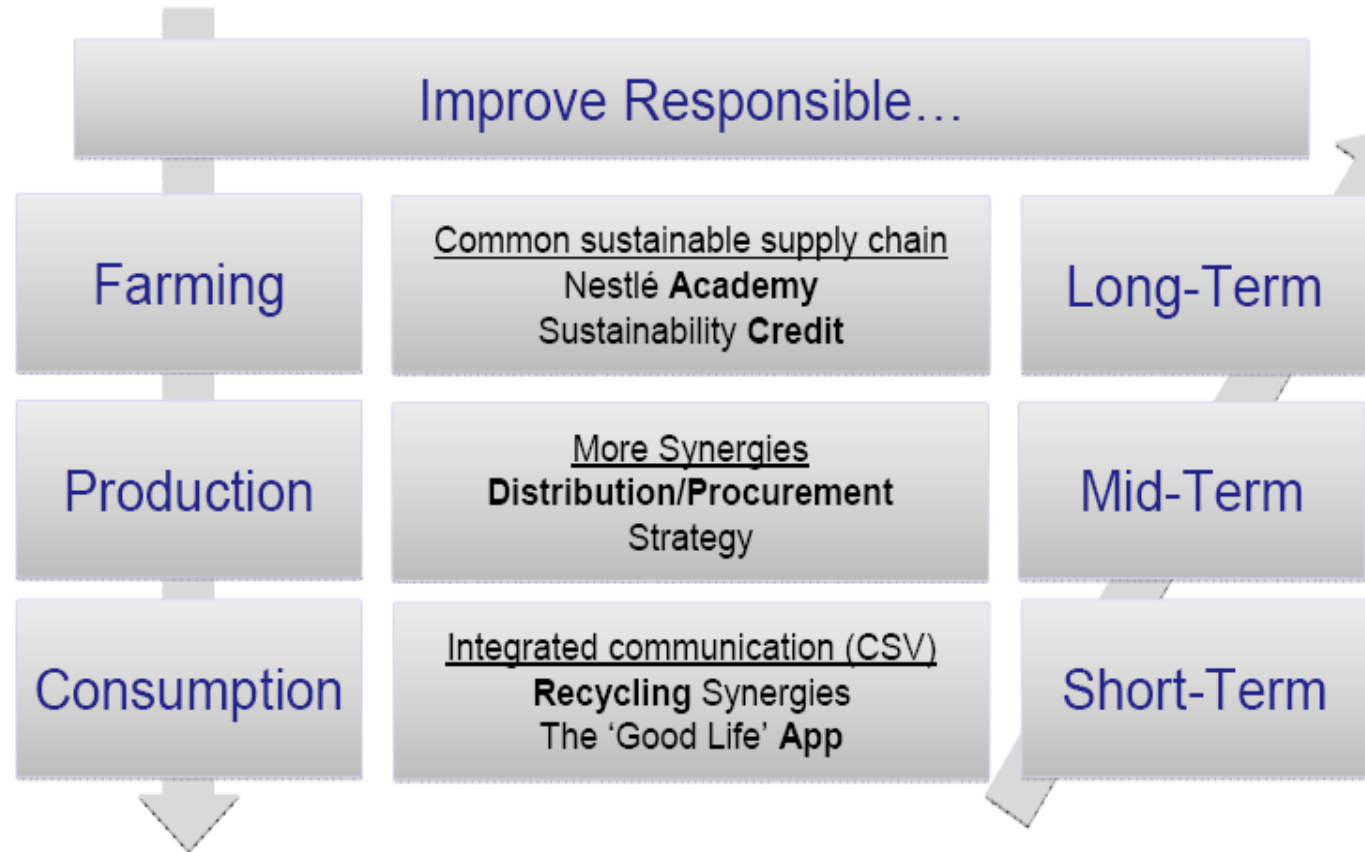 Improve Responsible…
Farming
Common sustainable supply chain
Nestlé Academy
Sustainability Credit
Long-Term
Production
More Synergies
Distribution/Procurement
Strategy
Mid-Term
Consumption
Integrated communication (CSV)
Recycling Synergies
The ‘Good Life’ App
Short-Term